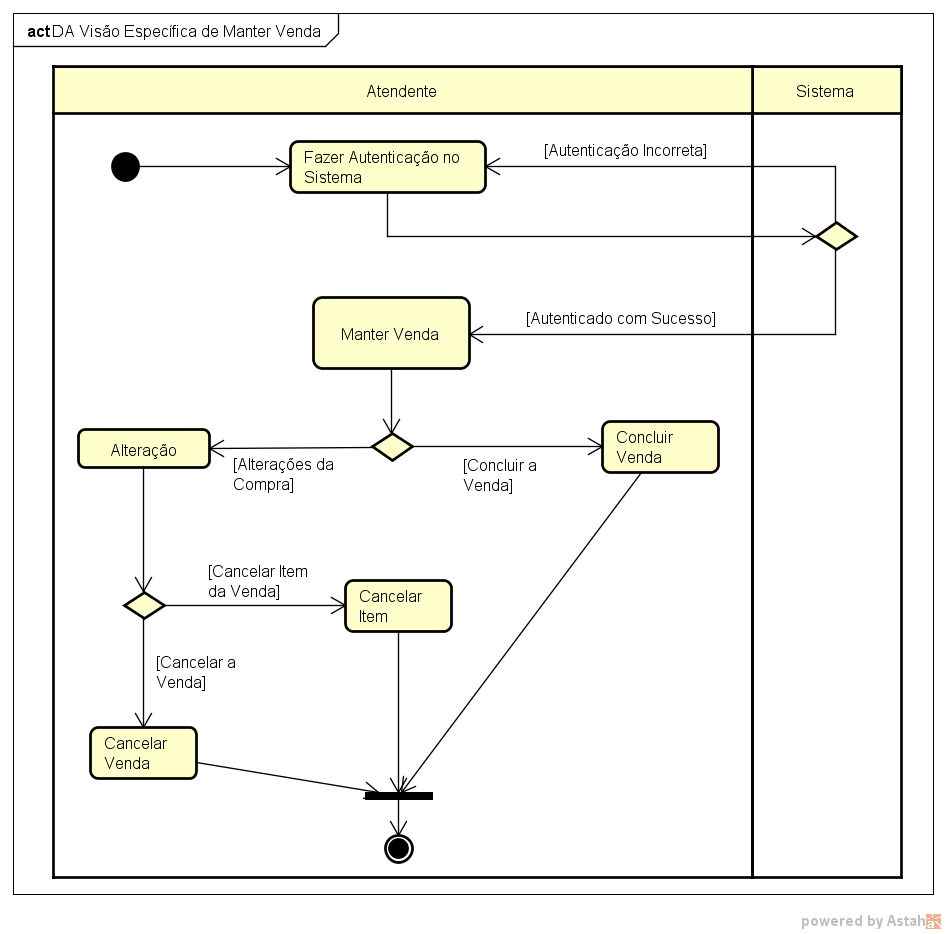 act DA Visão Específica de Manter Venda
Atendente
Sistema
Fazer Autenticação no
Sistema
[Autenticação Incorreta]
[Autenticado com Sucesso]
Manter Venda
Alteração
[Alterações da
Compra]
[Concluir a
Venda]
Concluir
Venda
[Cancelar Item
da Venda]
Cancelar
Item
[Cancelar a
Venda]
Cancelar
Venda
powered by Astah